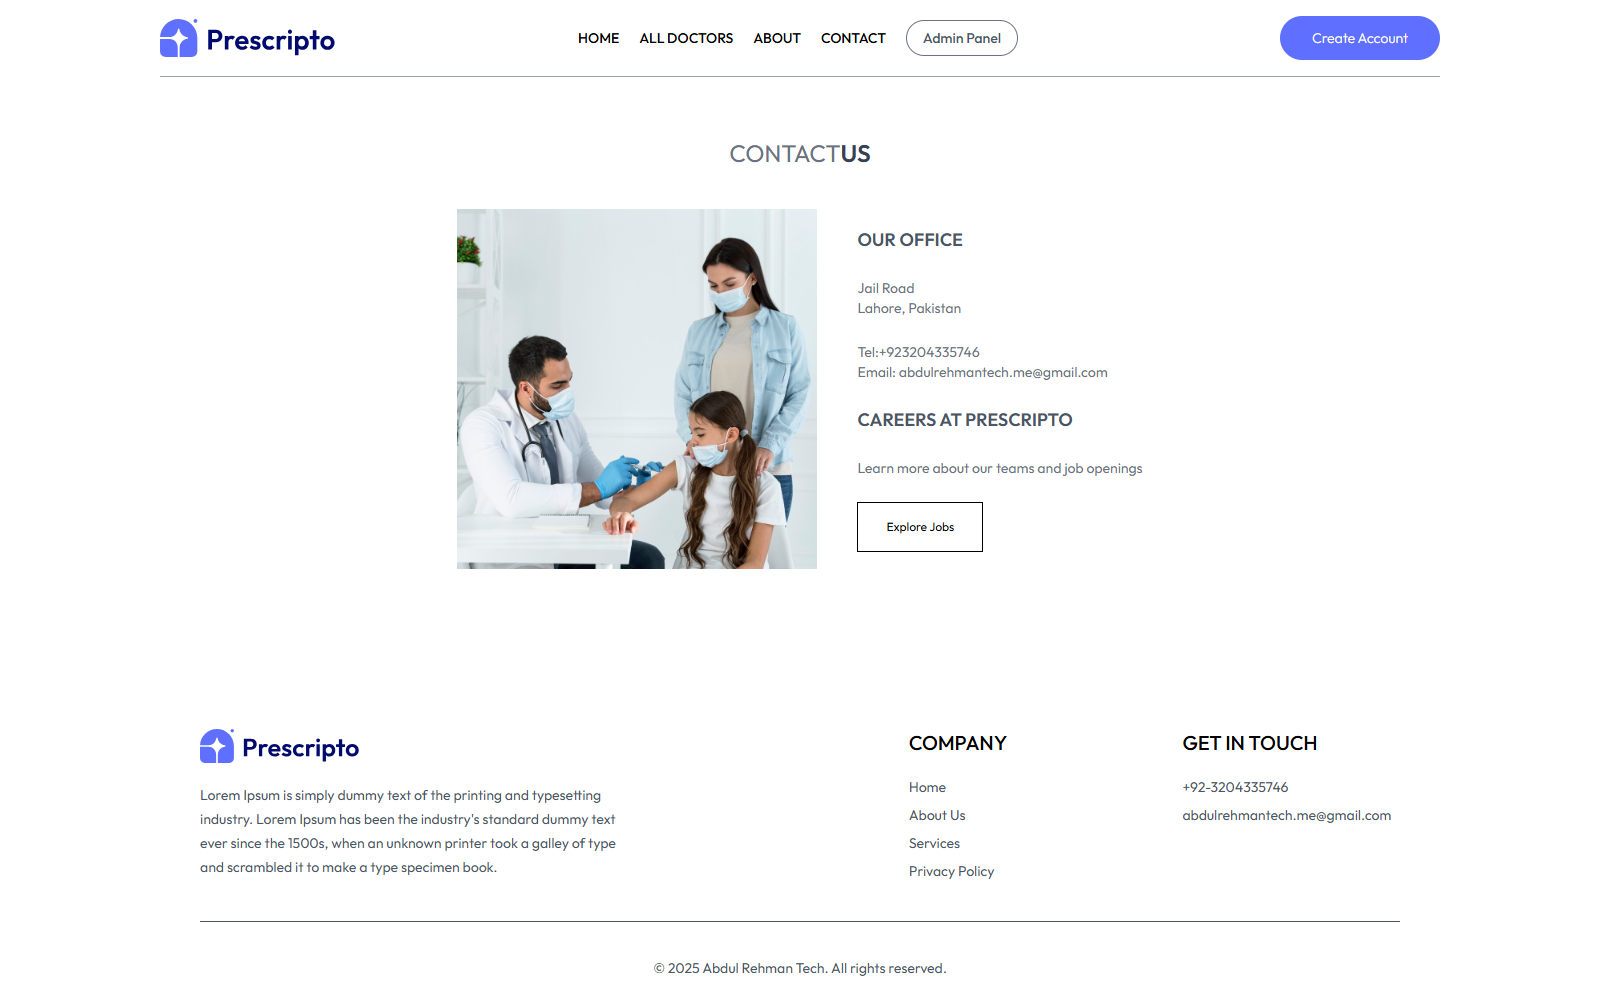 Prescripto
HOME
ALL DOCTORS
ABOUT
CONTACT
Admin Panel
Create Account
CONTACTUS
OUR OFFICE
Jail Road
Lahore, Pakistan
Tel:+923204335746
Email: abdulrehmantech.me@gmail.com
CAREERS AT PRESCRIPTO
Learn more about our teams and job openings
Explore Jobs
Prescripto
Lorem Ipsum is simply dummy text of the printing and typesetting
industry. Lorem Ipsum has been the industry's standard dummy text
ever since the 1500s, when an unknown printer took a galley of type
and scrambled it to make a type specimen book.
COMPANY
Home
About Us
Services
Privacy Policy
GET IN TOUCH
+92-3204335746
abdulrehmantech.me@gmail.com
© 2025 Abdul Rehman Tech. All rights reserved.